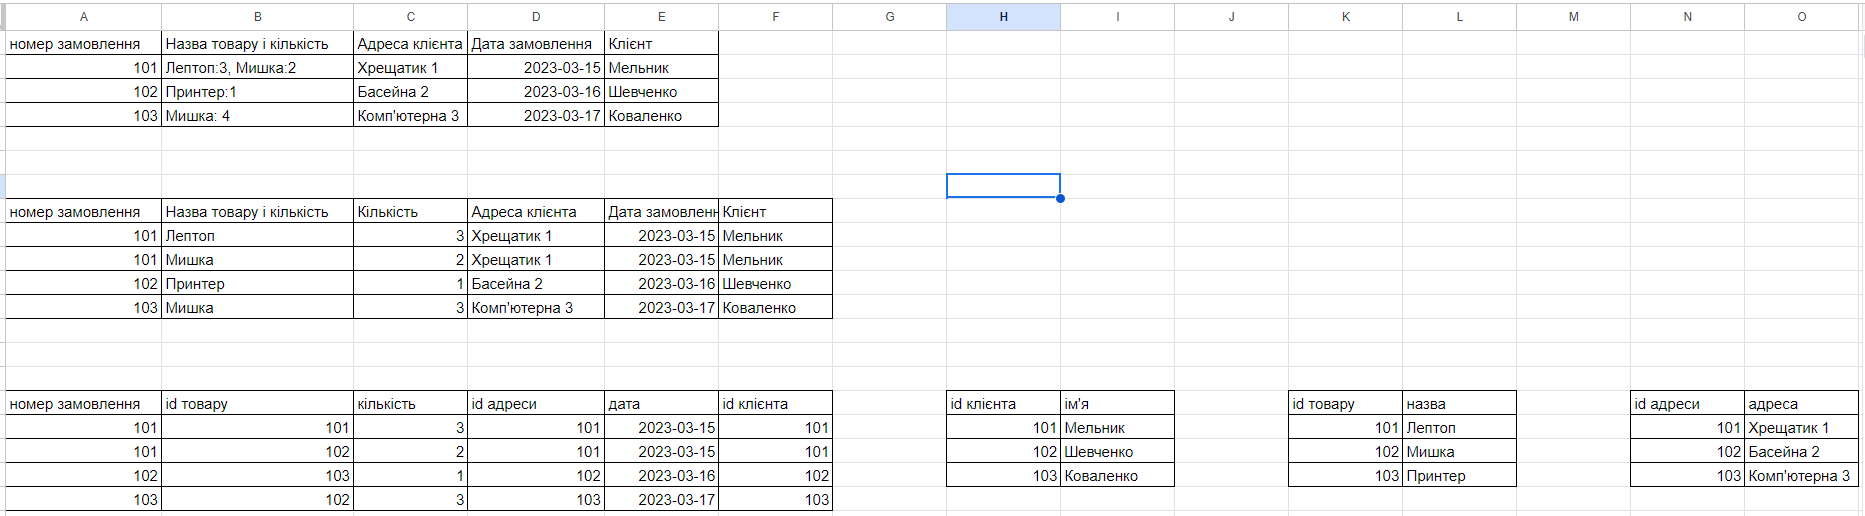 A B C D E F G H I J K L M N O
номер замовлення Назва товару і кількість Адреса клієнта Дата замовлення Клієнт
101 Лептоп:3, Мишка:2 Хрещатик 1 2023-03-15 Мельник
102 Принтер:1 Басейна 2 2023-03-16 Шевченко
103 Мишка: 4 Комп'ютерна 3 2023-03-17 Коваленко
номер замовлення Назва товару і кількість Кількість Адреса клієнта Дата замовленн Клієнт
101 Лептоп 3 Хрещатик 1 2023-03-15 Мельник
101 Мишка 2 Хрещатик 1 2023-03-15 Мельник
102 Принтер 1 Басейна 2 2023-03-16 Шевченко
103 Мишка 3 Комп'ютерна 3 2023-03-17 Коваленко
номер замовлення id товару кількість id адреси дата id клієнта id клієнта ім'я id товару назва id адреси адреса
101 101 3 101 2023-03-15 101 101 Мельник 101 Лептоп 101 Хрещатик 1
101 102 2 101 2023-03-15 101 102 Шевченко 102 Мишка 102 Басейна 2
102 103 1 102 2023-03-16 102 103 Коваленко 103 Принтер 103 Комп'ютерна 3
103 102 3 103 2023-03-17 103